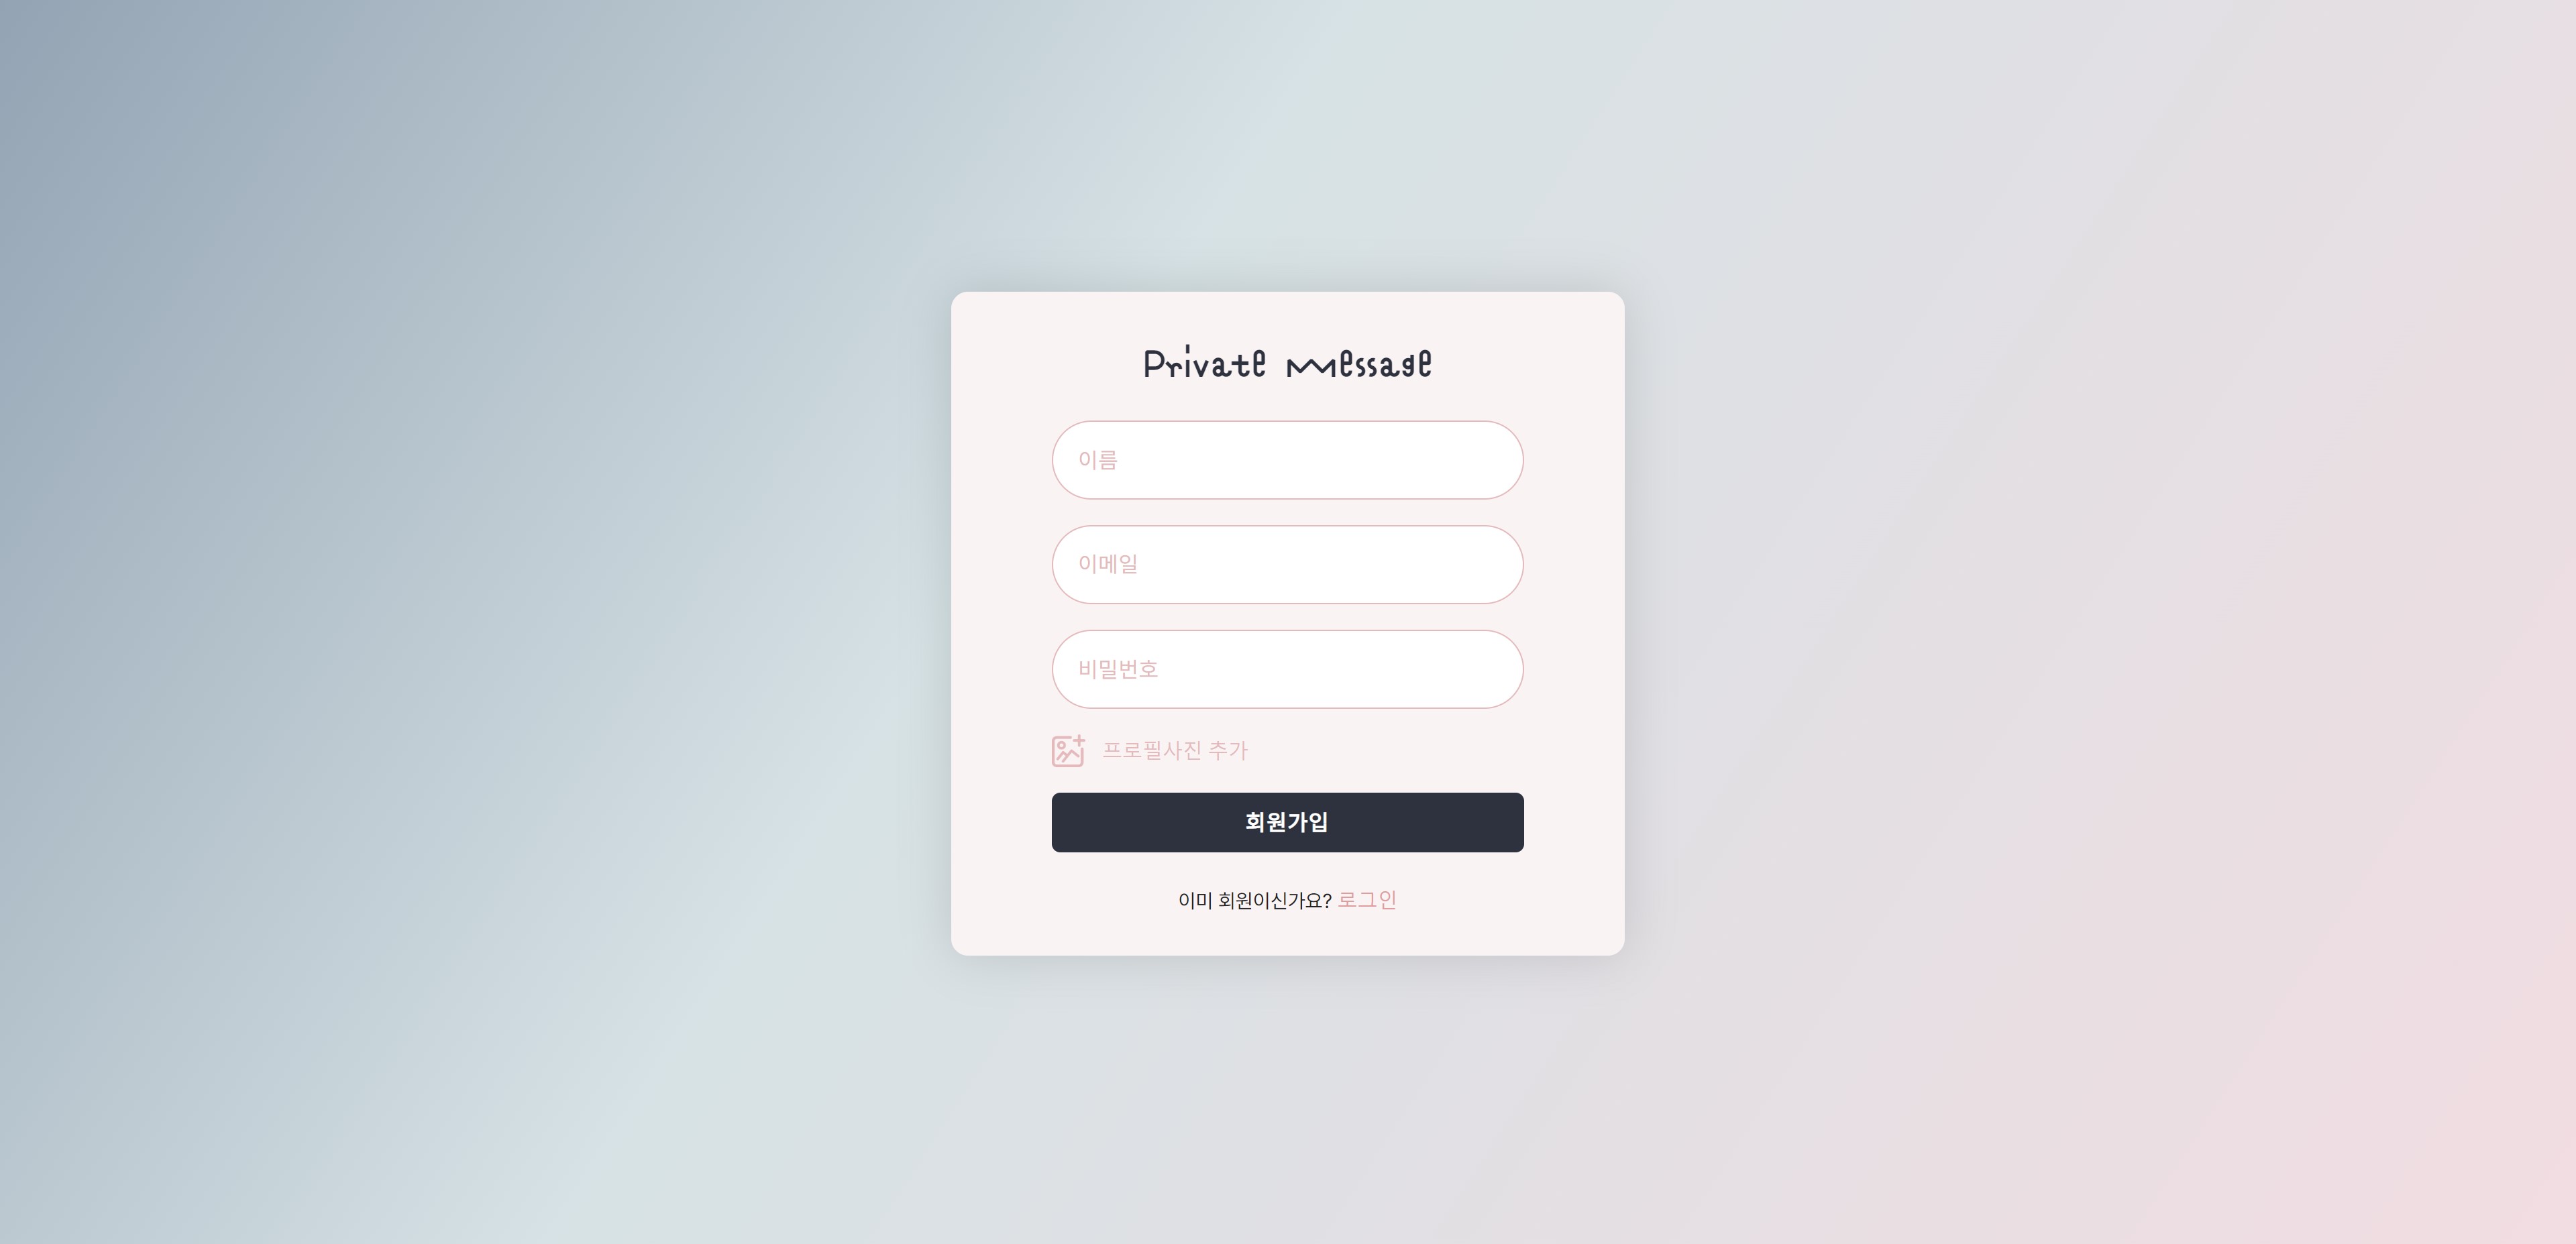 Private Message
이름
이메일
비밀번호
프로필사진 추가
회원가입
이미 회원이신가요? 로그인